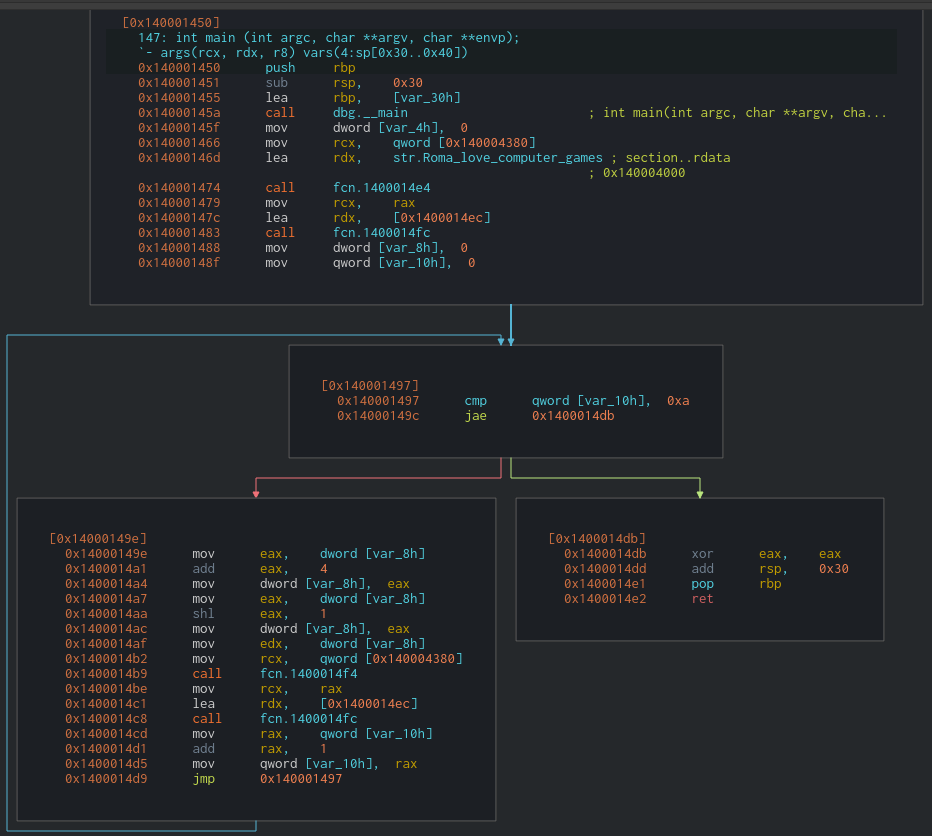 [0x140001450]
147: int main (int argc, char **argv, char **envp);
`- args(rcx, rdx, r8) vars(4:sp[0x30..0x40])
0x140001450 push rbp
0x140001451 sub rsp, 0x30
0x140001455 lea rbp, [var_30h]
0x14000145a call dbg.__main ; int main(int argc, char **argv, cha...
0x14000145f mov dword [var_4h], 0
0x140001466 mov rcx, qword [0x140004380]
0x14000146d lea rdx, str.Roma_love_computer_games ; section..rdata
; 0x140004000
0x140001474 call fcn.1400014e4
0x140001479 mov rcx, rax
0x14000147c lea rdx, [0x1400014ec]
0x140001483 call fcn.1400014fc
0x140001488 mov dword [var_8h], 0
0x14000148f mov qword [var_10h], 0
[0x140001497]
0x140001497 cmp qword [var_10h], 0xa
0x14000149c jae 0x1400014db
[0x14000149e]
0x14000149e mov eax, dword [var_8h]
0x1400014a1 add eax, 4
0x1400014a4 mov dword [var_8h], eax
0x1400014a7 mov eax, dword [var_8h]
0x1400014aa shl eax, 1
0x1400014ac mov dword [var_8h], eax
0x1400014af mov edx, dword [var_8h]
0x1400014b2 mov rcx, qword [0x140004380]
0x1400014b9 call fcn.1400014f4
0x1400014be mov rcx, rax
0x1400014c1 lea rdx, [0x1400014ec]
0x1400014c8 call fcn.1400014fc
0x1400014cd mov rax, qword [var_10h]
0x1400014d1 add rax, 1
0x1400014d5 mov qword [var_10h], rax
0x1400014d9 jmp 0x140001497
[0x1400014db]
0x1400014db xor eax, eax
0x1400014dd add rsp, 0x30
0x1400014e1 pop rbp
0x1400014e2 ret